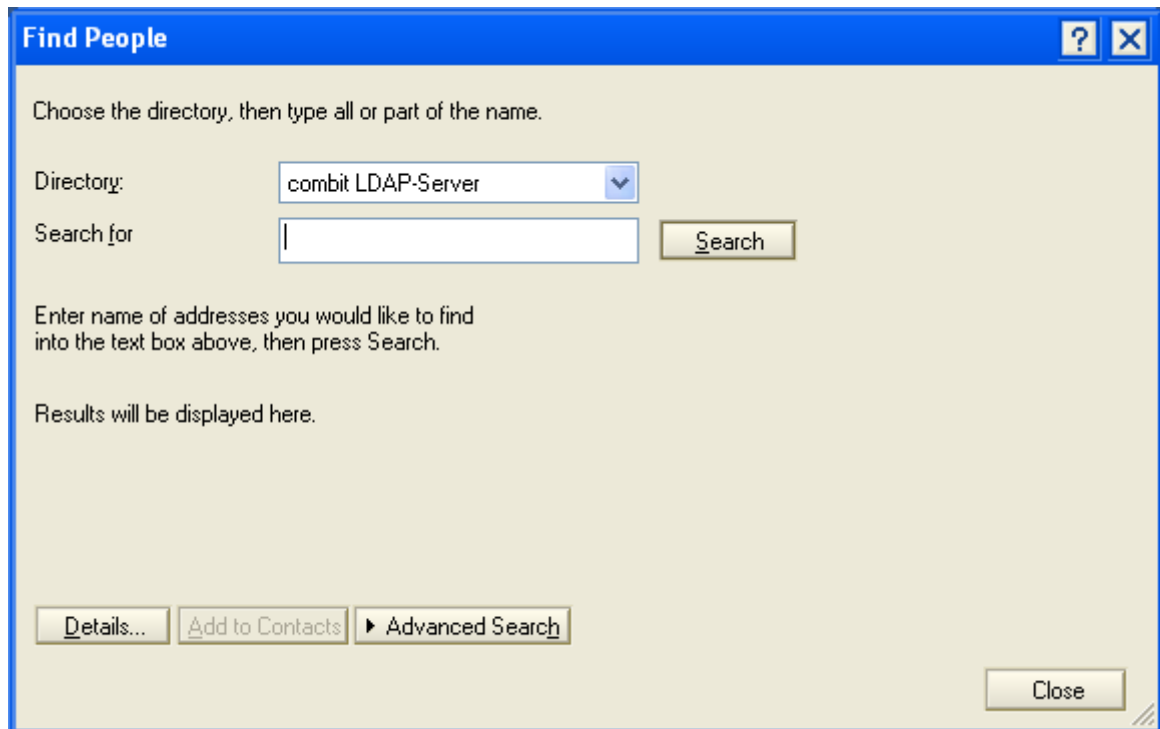 Find People
Choose the directory, then type all or part of the name.
Directory:
combit LDAP-Server
Search for
Search
Enter name of addresses you would like to find
into the text box above, then press Search.
Results will be displayed here.
Details...
Add to Contacts
Advanced Search
Close